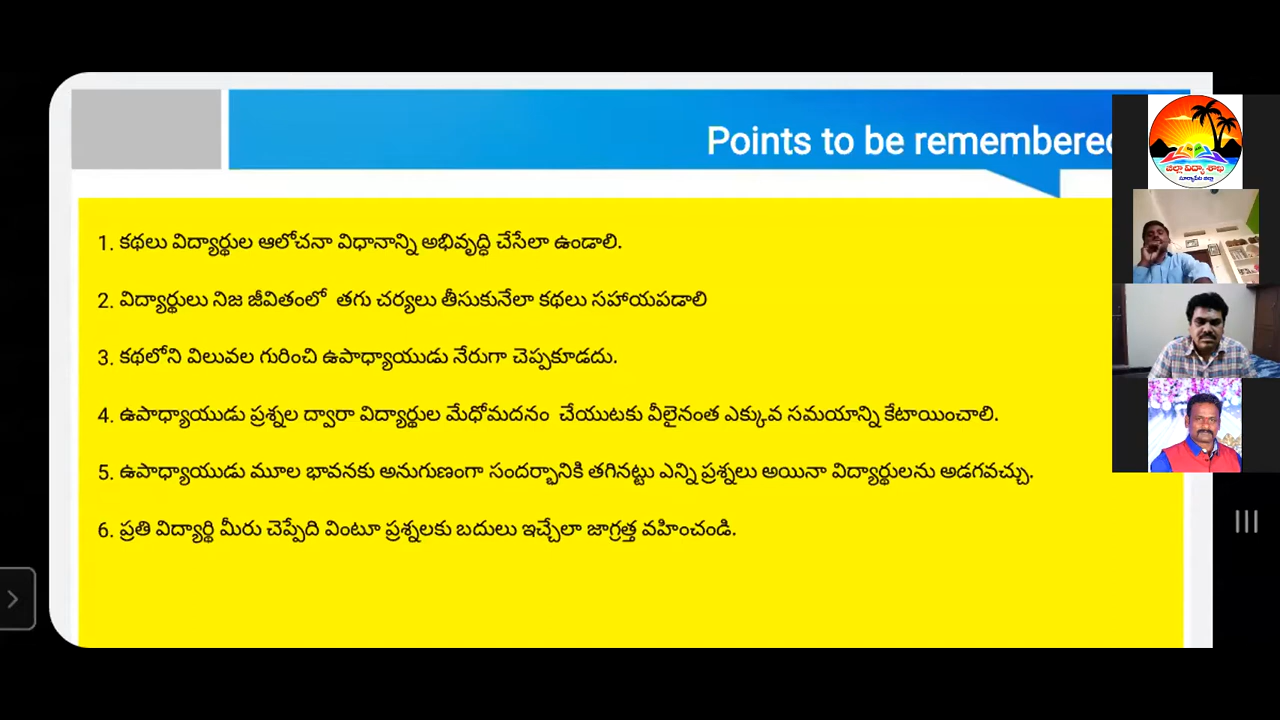 Points to be remembered
1. కథలు విద్యార్థుల ఆలోచనా విధానాన్ని అభివృద్ధి చేసేలా ఉండాలి.
2. విద్యార్థులు నిజ జీవితంలో తగు చర్యలు తీసుకునేలా కథలు సహాయపడాలి
3. కథలోని విలువల గురించి ఉపాధ్యాయుడు నేరుగా చెప్పకూడదు.
4. ఉపాధ్యాయుడు ప్రశ్నల ద్వారా విద్యార్థుల మేధోమదనం చేయుటకు వీలైనంత ఎక్కువ సమయాన్ని కేటాయించాలి.
5. ఉపాధ్యాయుడు మూల భావనకు అనుగుణంగా సందర్భానికి తగినట్టు ఎన్ని ప్రశ్నలు అయినా విద్యార్థులను అడగవచ్చు.
6. ప్రతి విద్యార్థి మీరు చెప్పేది వింటూ ప్రశ్నలకు బదులు ఇచ్చేలా జాగ్రత్త వహించండి.
జిల్లా విద్యా శాఖ
సూర్యాపేట జిల్లా